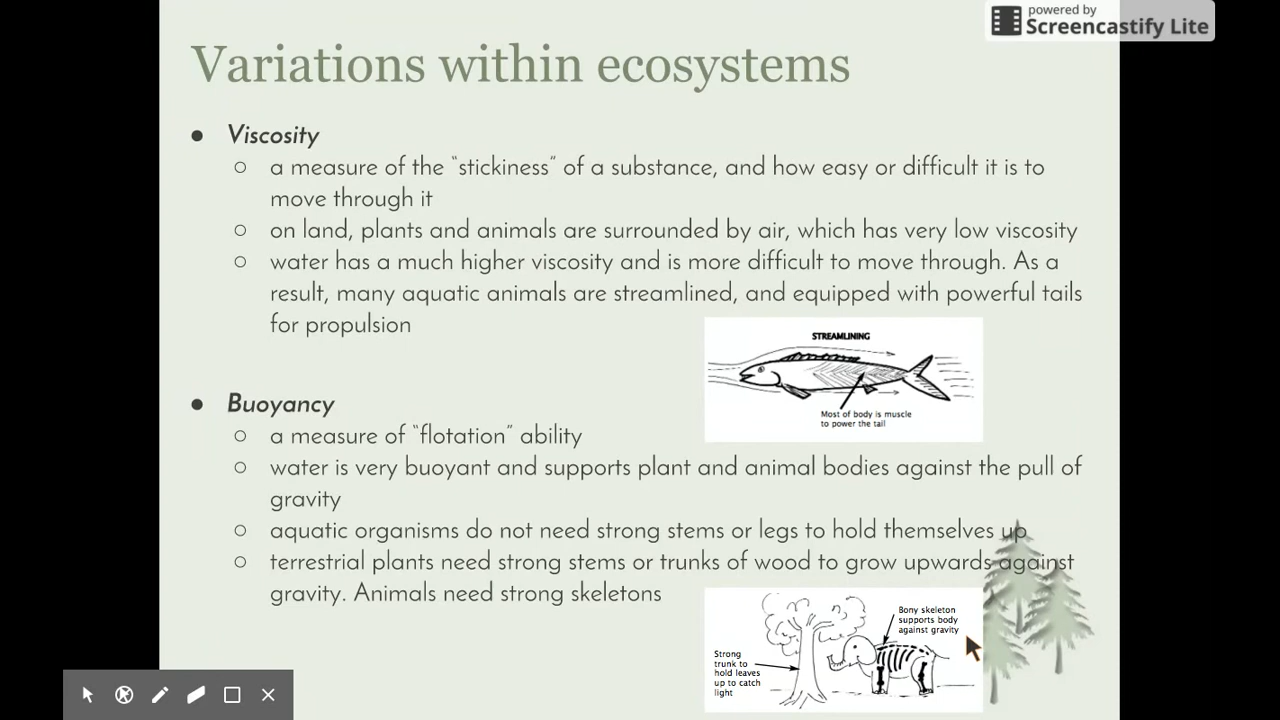 powered by
Screencastify Lite
Variations within ecosystems
● Viscosity
○ a measure of the “stickiness” of a substance, and how easy or difficult it is to
move through it
○ on land, plants and animals are surrounded by air, which has very low viscosity
○ water has a much higher viscosity and is more difficult to move through. As a
result, many aquatic animals are streamlined, and equipped with powerful tails
for propulsion
STREAMLINING
Most of body is muscle
to power the tail
● Buoyancy
○ a measure of “flotation” ability
○ water is very buoyant and supports plant and animal bodies against the pull of
gravity
○ aquatic organisms do not need strong stems or legs to hold themselves up
○ terrestrial plants need strong stems or trunks of wood to grow upwards against
gravity. Animals need strong skeletons
Bony skeleton
supports body
against gravity
Strong
trunk to
hold leaves
up to catch
light